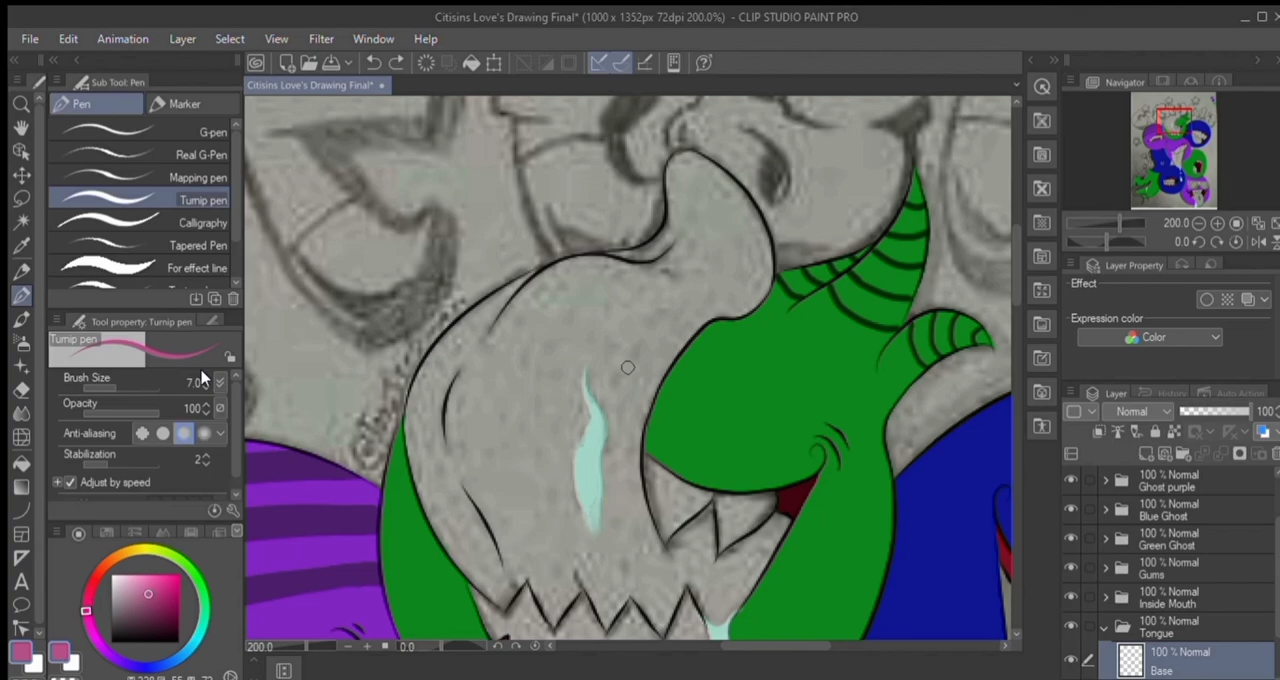 Citisins Love's Drawing Final* (1000 x 1352px 72dpi 200.0%) - CLIP STUDIO PAINT PRO
File Edit Animation Layer Select View Filter Window Help
Sub Tool: Pen
Citisins Love's Drawing Final*
Navigator
Pen Marker
G-pen
Real G-Pen
Mapping pen
Turnip pen
Calligraphy
Tapered Pen
For effect line
Tool property: Turnip pen
Turnip pen
Brush Size 7.0
Opacity 100
Anti-aliasing
Stabilization 2
Adjust by speed
200.0
0.0
Layer Property
Effect
Expression color
Color
Layer History Auto Action
Normal 100
100 % Normal
Ghost purple
100 % Normal
Blue Ghost
100 % Normal
Green Ghost
100 % Normal
Gums
100 % Normal
Inside Mouth
100 % Normal
Tongue
100 % Normal
Base
200.0 0.0